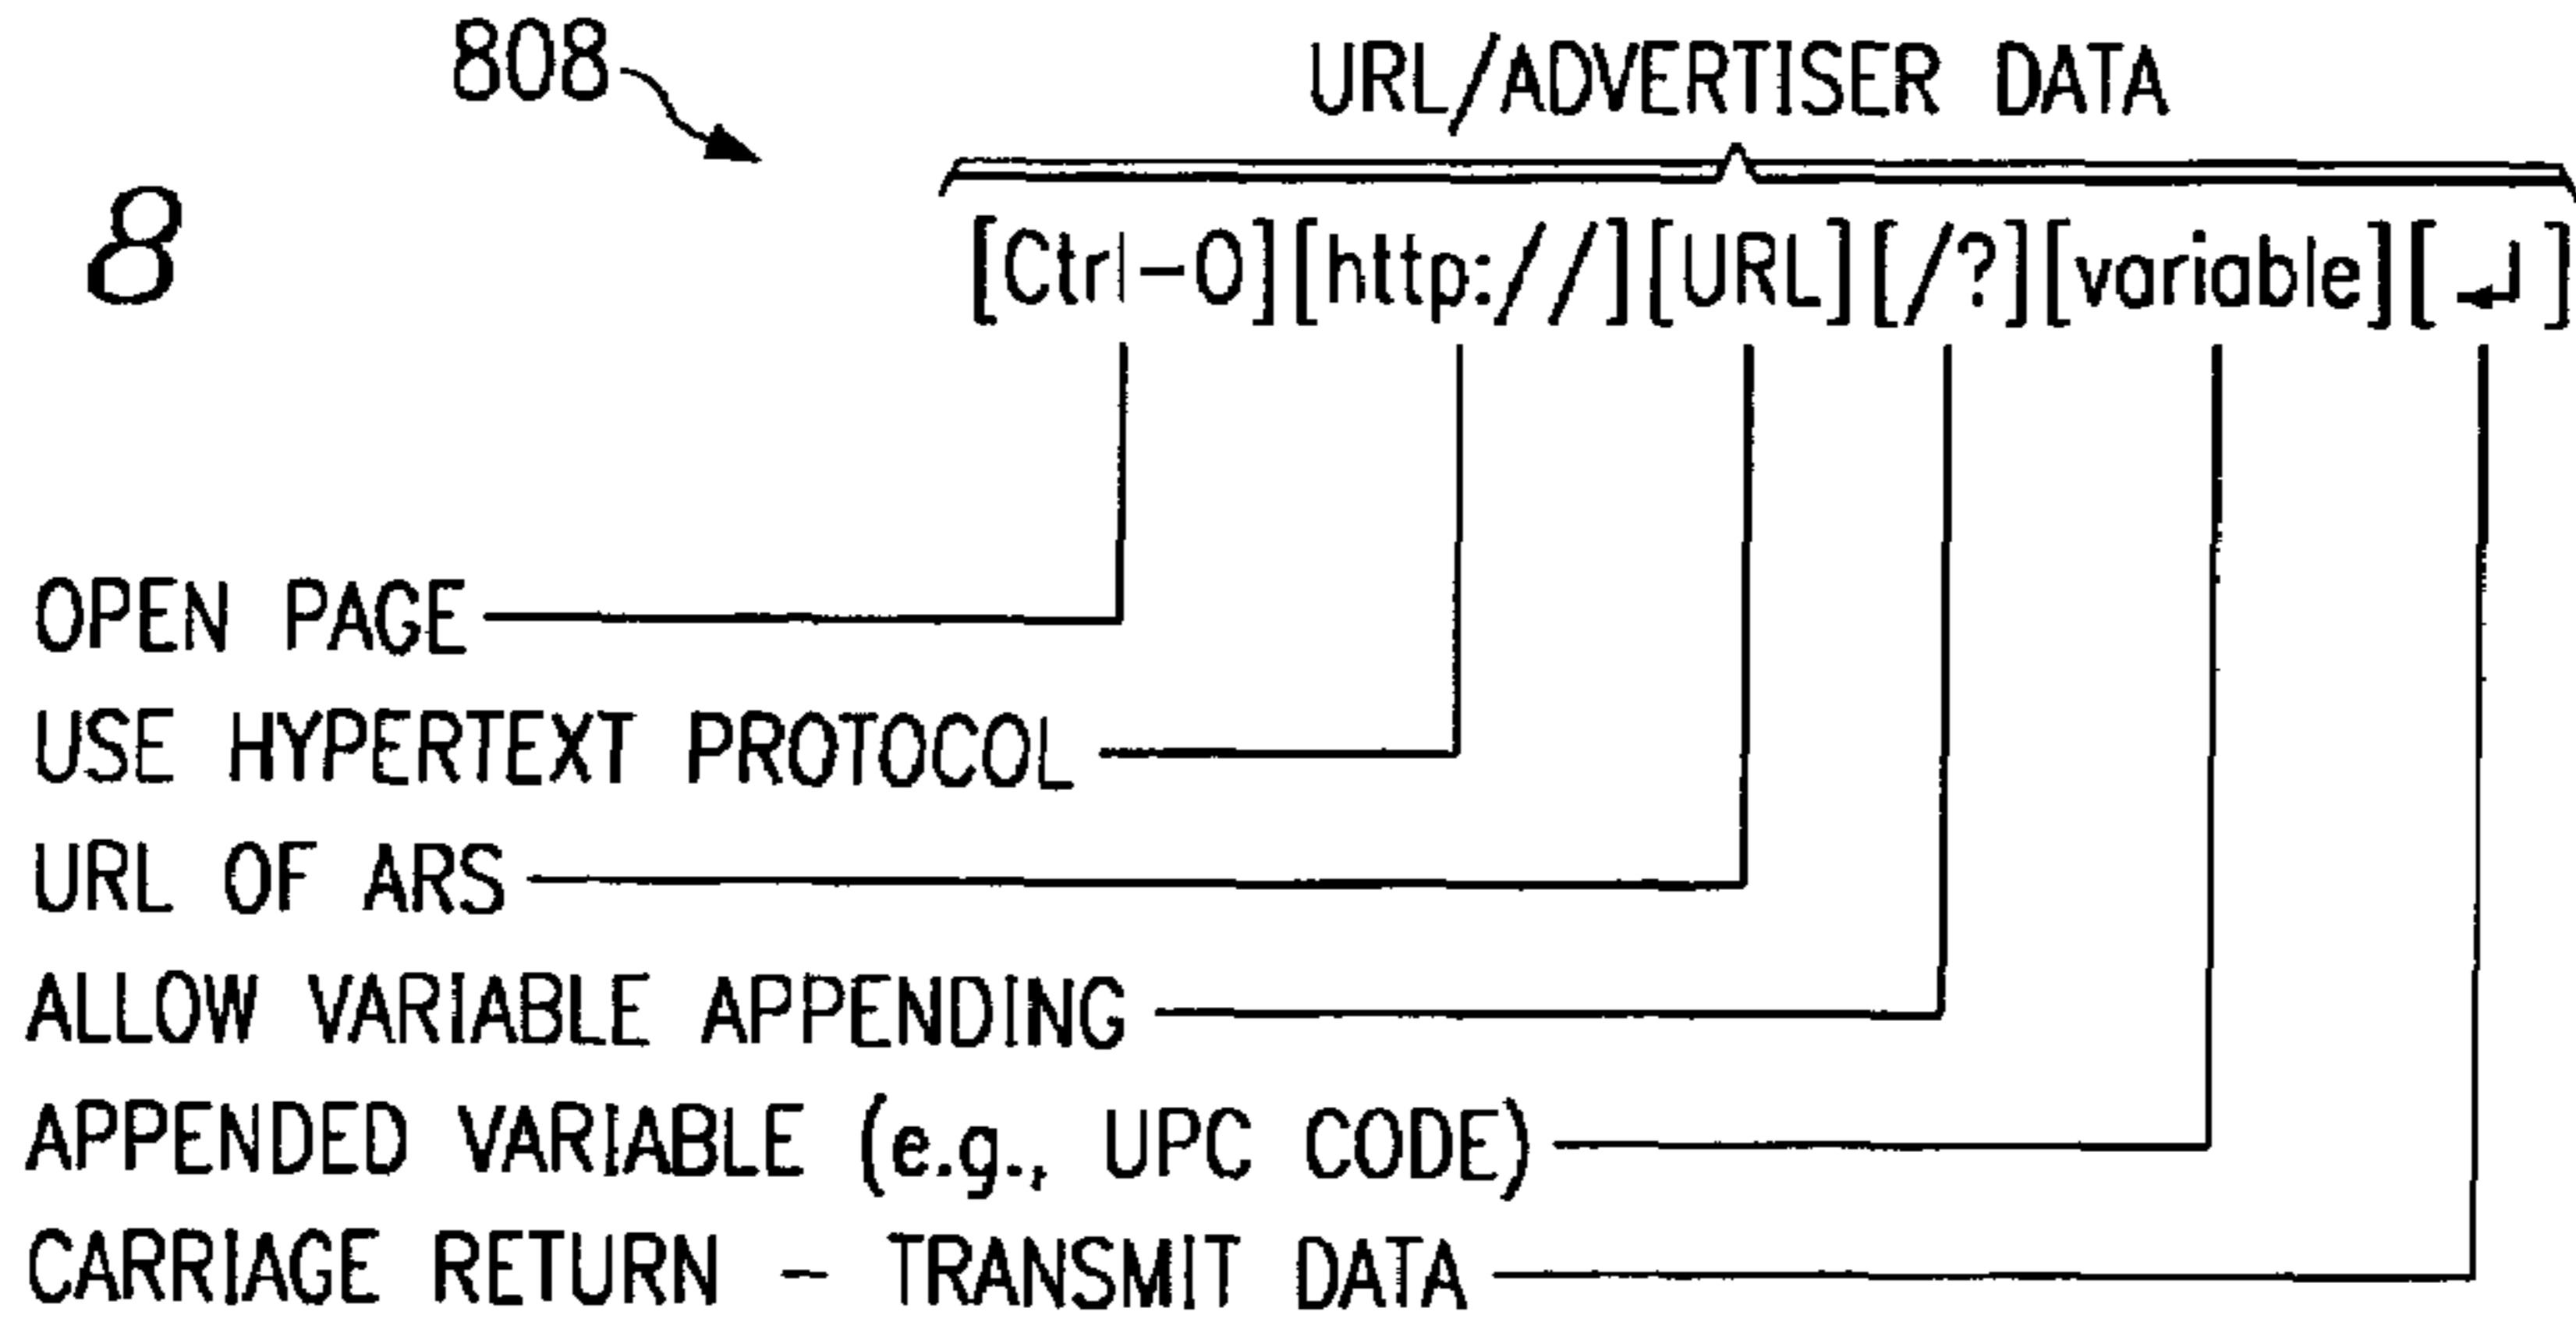 808
URL/ADVERTISER DATA
8
[Ctrl-O][http://][URL][/?][variable][↵]
OPEN PAGE
USE HYPERTEXT PROTOCOL
URL OF ARS
ALLOW VARIABLE APPENDING
APPENDED VARIABLE (e.g., UPC CODE)
CARRIAGE RETURN - TRANSMIT DATA